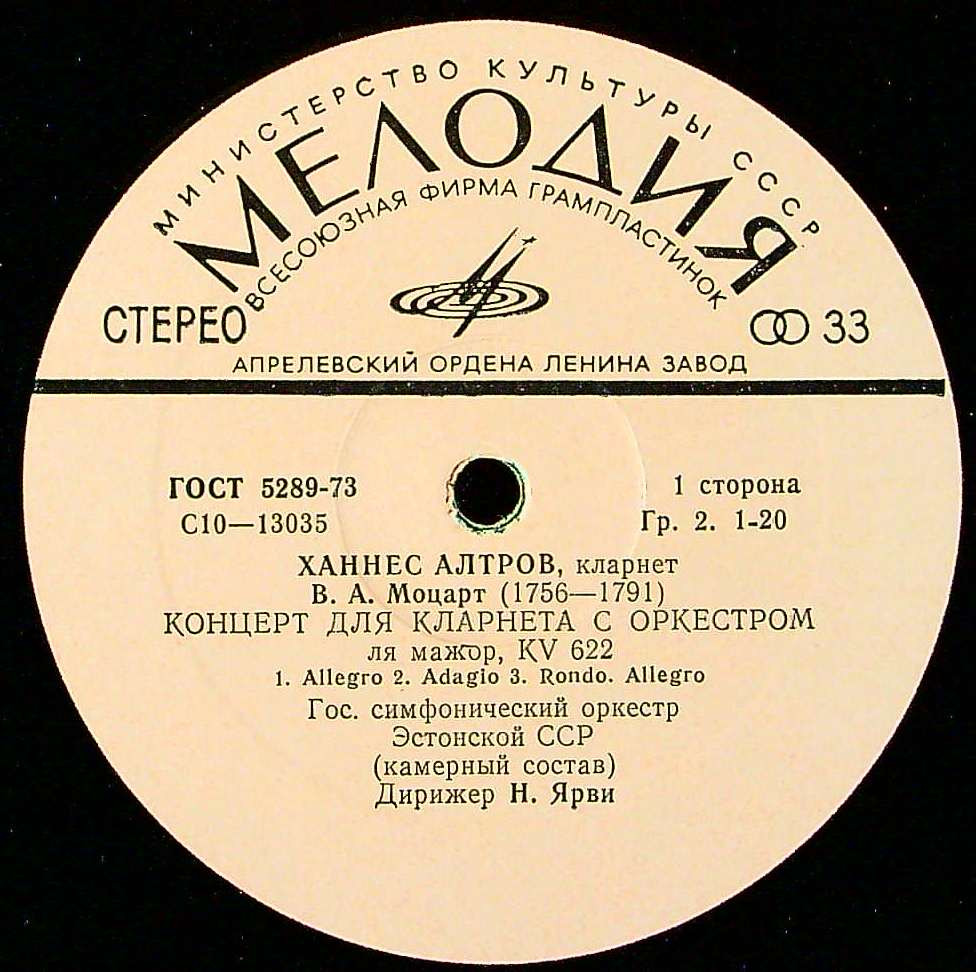 МИНИСТЕРСТВО КУЛЬТУРЫ СССР
МЕЛОДИЯ
ВСЕСОЮЗНАЯ ФИРМА ГРАМПЛАСТИНОК
СТЕРЕО
33
АПРЕЛЕВСКИЙ ОРДЕНА ЛЕНИНА ЗАВОД
ГОСТ 5289-73
1 сторона
С10—13035
Гр. 2. 1-20
ХАННЕС АЛТРОВ, кларнет
В. А. Моцарт (1756—1791)
КОНЦЕРТ ДЛЯ КЛАРНЕТА С ОРКЕСТРОМ
ля мажор, KV 622
1. Allegro 2. Adagio 3. Rondo. Allegro
Гос. симфонический оркестр
Эстонской ССР
(камерный состав)
Дирижер Н. Ярви